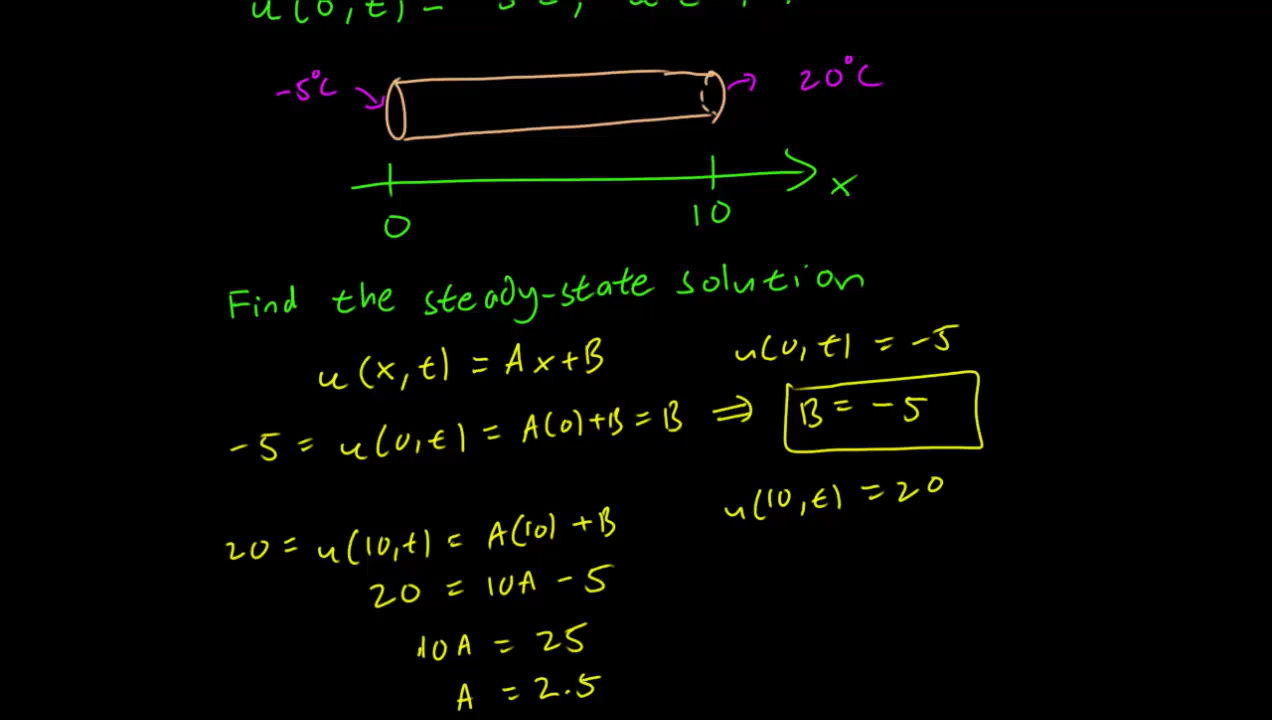 u(0,t) =
-5°C 20°C
0 10 x
Find the steady-state solution
u(x,t) = Ax+B u(0,t) = -5
-5 = u(0,t) = A(0)+B = B ⟹ B = -5
u(10,t) = 20
20 = u(10,t) = A(10) + B
20 = 10A - 5
10A = 25
A = 2.5